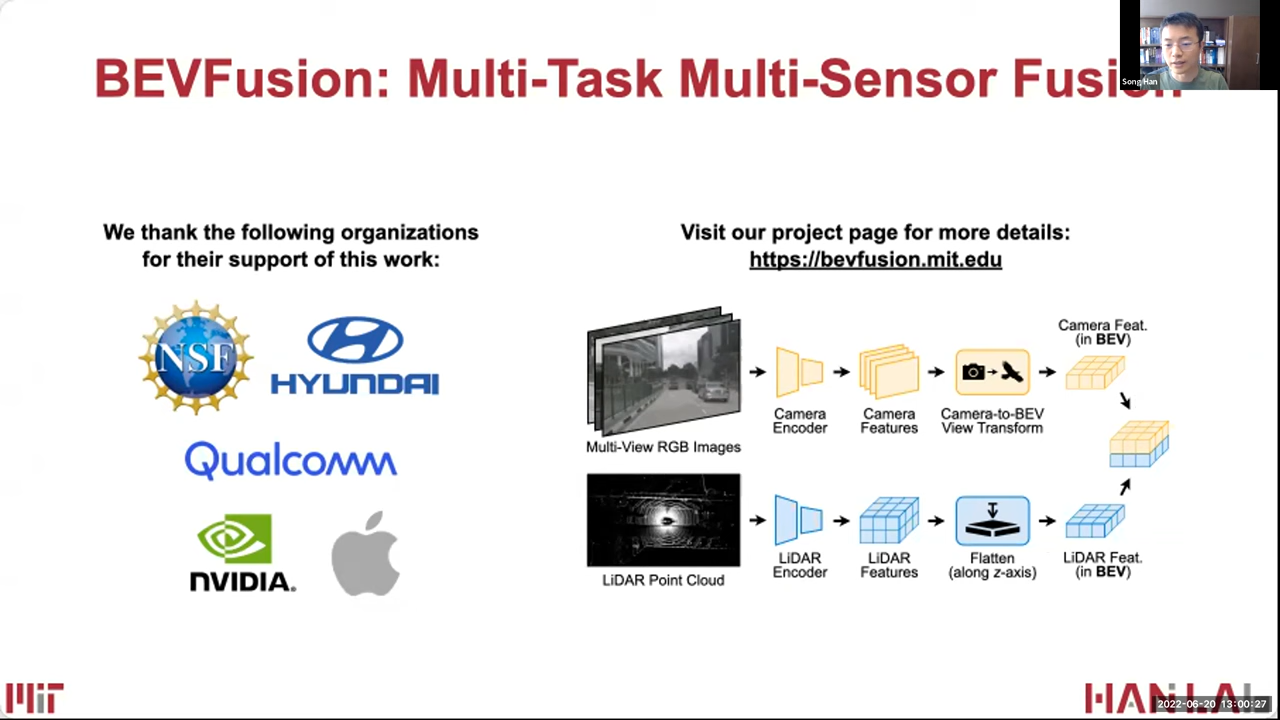 BEVFusion: Multi-Task Multi-Sensor Fusion
Song Han
We thank the following organizations
for their support of this work:
NSF
HYUNDAI
Qualcomm
NVIDIA.
Visit our project page for more details:
https://bevfusion.mit.edu
Multi-View RGB Images
Camera
Encoder
Camera
Features
Camera-to-BEV
View Transform
Camera Feat.
(in BEV)
LiDAR Point Cloud
LiDAR
Encoder
LiDAR
Features
Flatten
(along z-axis)
LiDAR Feat.
(in BEV)
MIT
HAN LAB
2022-06-20 13:00:27